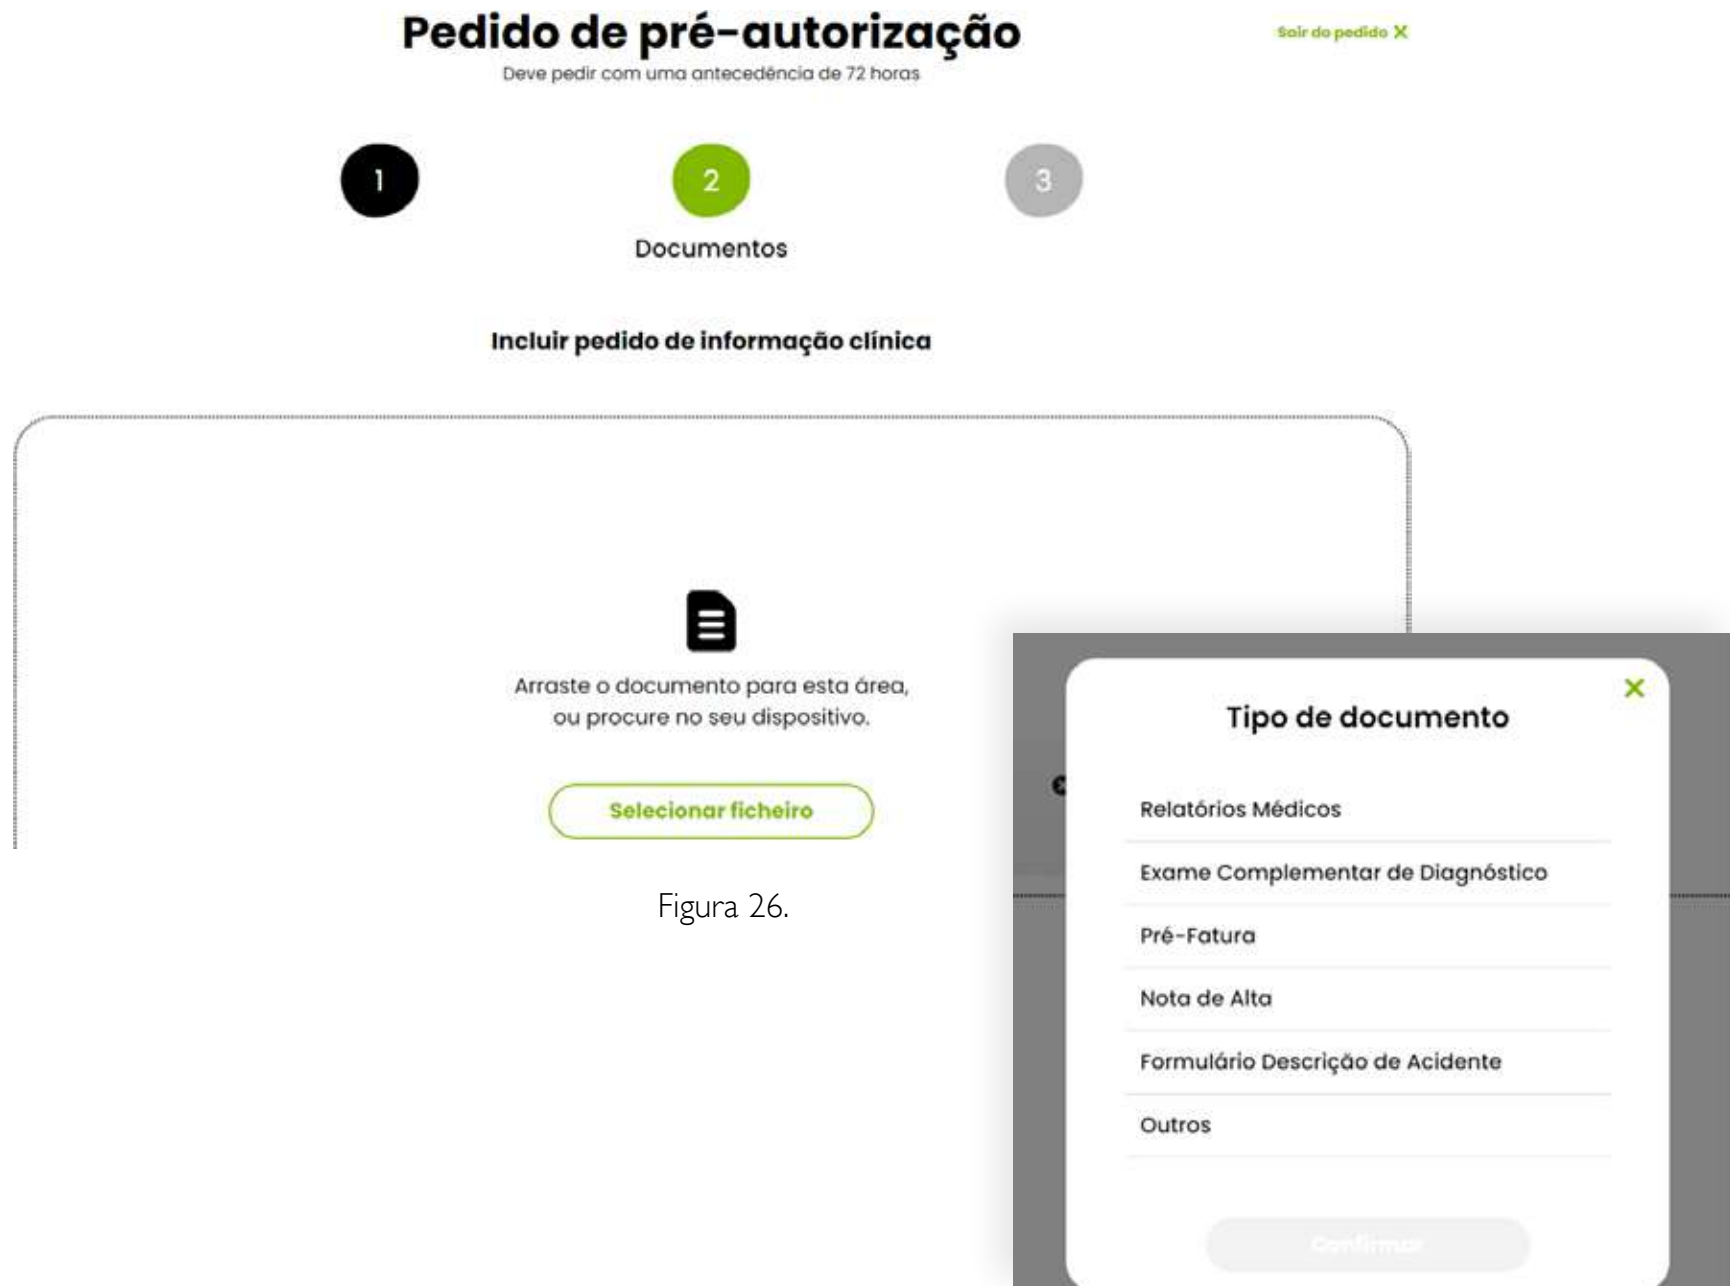 Pedido de pré-autorização
Sair do pedido X
Deve pedir com uma antecedência de 72 horas
1
2
3
Documentos
Incluir pedido de informação clínica
Arraste o documento para esta área,
ou procure no seu dispositivo.
Selecionar ficheiro
Figura 26.
Tipo de documento
Relatórios Médicos
Exame Complementar de Diagnóstico
Pré-Fatura
Nota de Alta
Formulário Descrição de Acidente
Outros
Confirmar